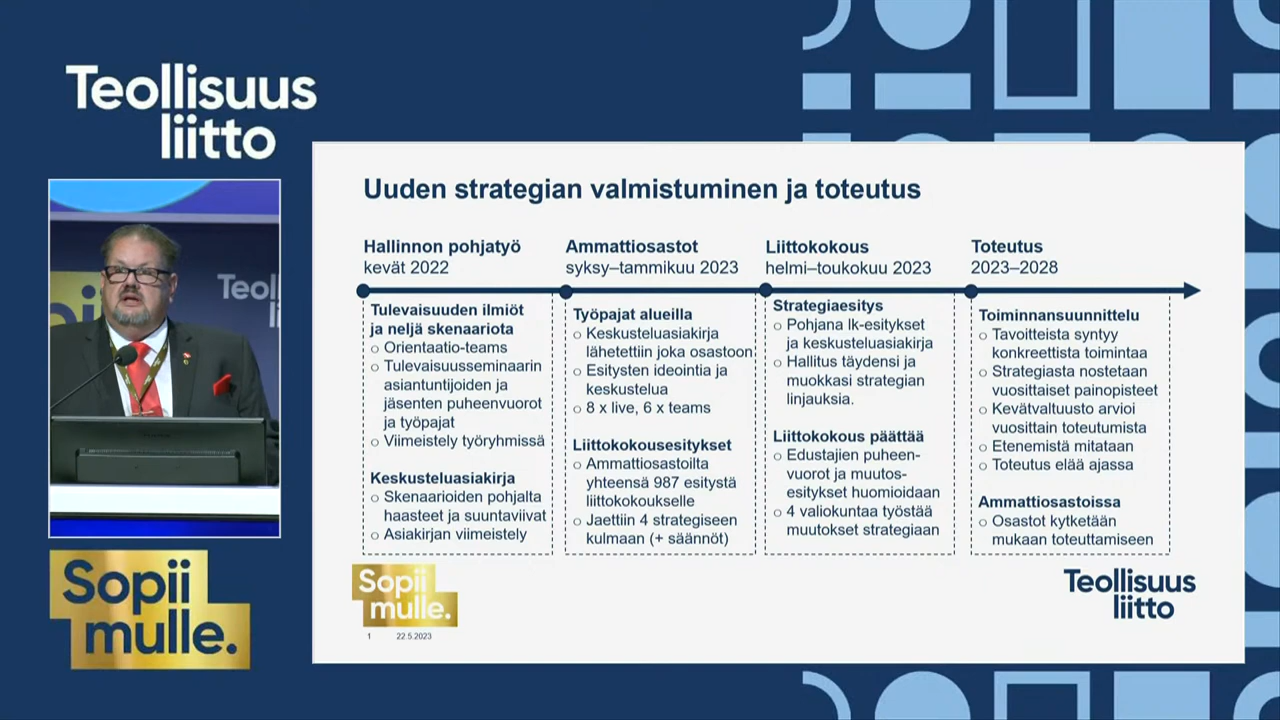 Teollisuus
liitto
Teol
li
Sopii
mulle.
Uuden strategian valmistuminen ja toteutus
Hallinnon pohjatyö
kevät 2022
Tulevaisuuden ilmiöt
ja neljä skenaariota
○ Orientaatio-teams
○ Tulevaisuusseminaarin
asiantuntijoiden ja
jäsenten puheenvuorot
ja työpajat
○ Viimeistely työryhmissä
Keskusteluasiakirja
○ Skenaarioiden pohjalta
haasteet ja suuntaviivat
○ Asiakirjan viimeistely
Ammattiosastot
syksy–tammikuu 2023
Työpajat alueilla
○ Keskusteluasiakirja
lähetettiin joka osastoon
○ Esitysten ideointia ja
keskustelua
○ 8 x live, 6 x teams
Liittokokousesitykset
○ Ammattiosastoilta
yhteensä 987 esitystä
liittokokoukselle
○ Jaettiin 4 strategiseen
kulmaan (+ säännöt)
Liittokokous
helmi–toukokuu 2023
Strategiaesitys
○ Pohjana lk-esitykset
ja keskusteluasiakirja
○ Hallitus täydensi ja
muokkasi strategian
linjauksia.
Liittokokous päättää
○ Edustajien puheen-
vuorot ja muutos-
esitykset huomioidaan
○ 4 valiokuntaa työstää
muutokset strategiaan
Toteutus
2023–2028
Toiminnansuunnittelu
○ Tavoitteista syntyy
konkreettista toimintaa
○ Strategiasta nostetaan
vuosittaiset painopisteet
○ Kevätvaltuusto arvioi
vuosittain toteutumista
○ Etenemistä mitataan
○ Toteutus elää ajassa
Ammattiosastoissa
○ Osastot kytketään
mukaan toteuttamiseen
Sopii
mulle.
1 22.5.2023
Teollisuus
liitto